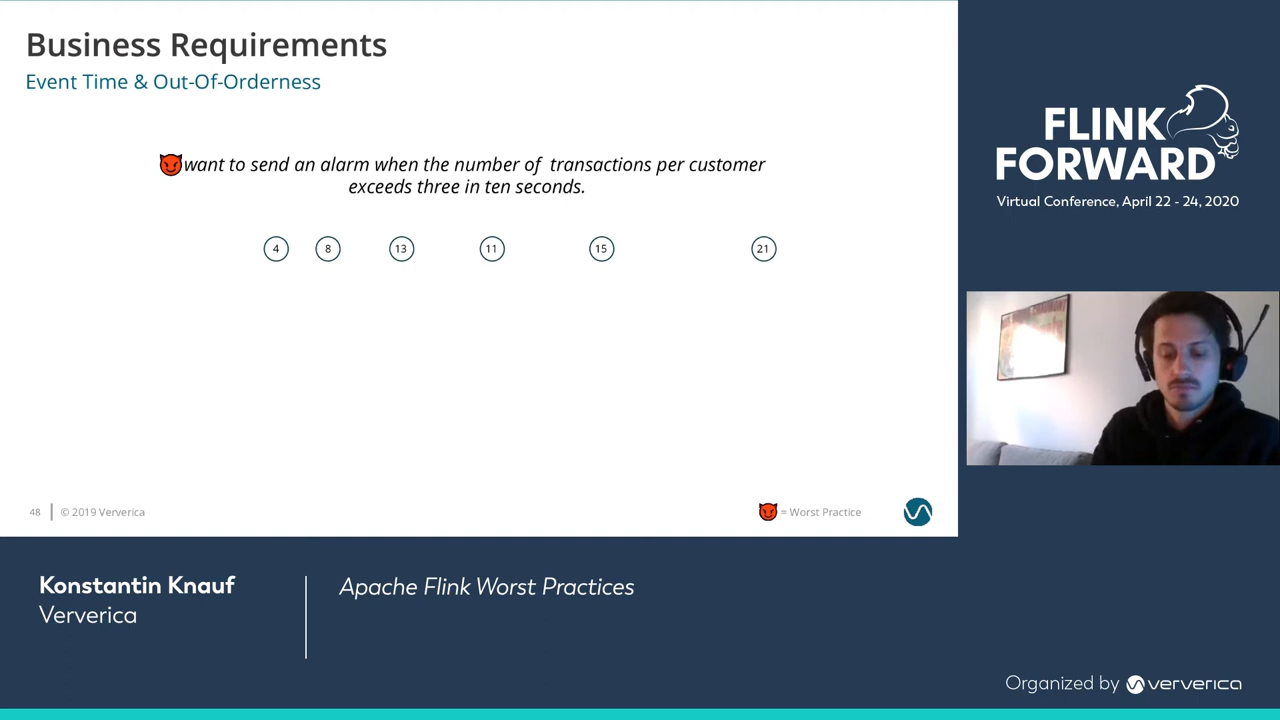 Business Requirements
Event Time & Out-Of-Orderness
want to send an alarm when the number of transactions per customer
exceeds three in ten seconds.
4 8 13 11 15 21
48 © 2019 Ververica
= Worst Practice
FLINK
FORWARD
Virtual Conference, April 22 - 24, 2020
Konstantin Knauf
Ververica
Apache Flink Worst Practices
Organized by ververica